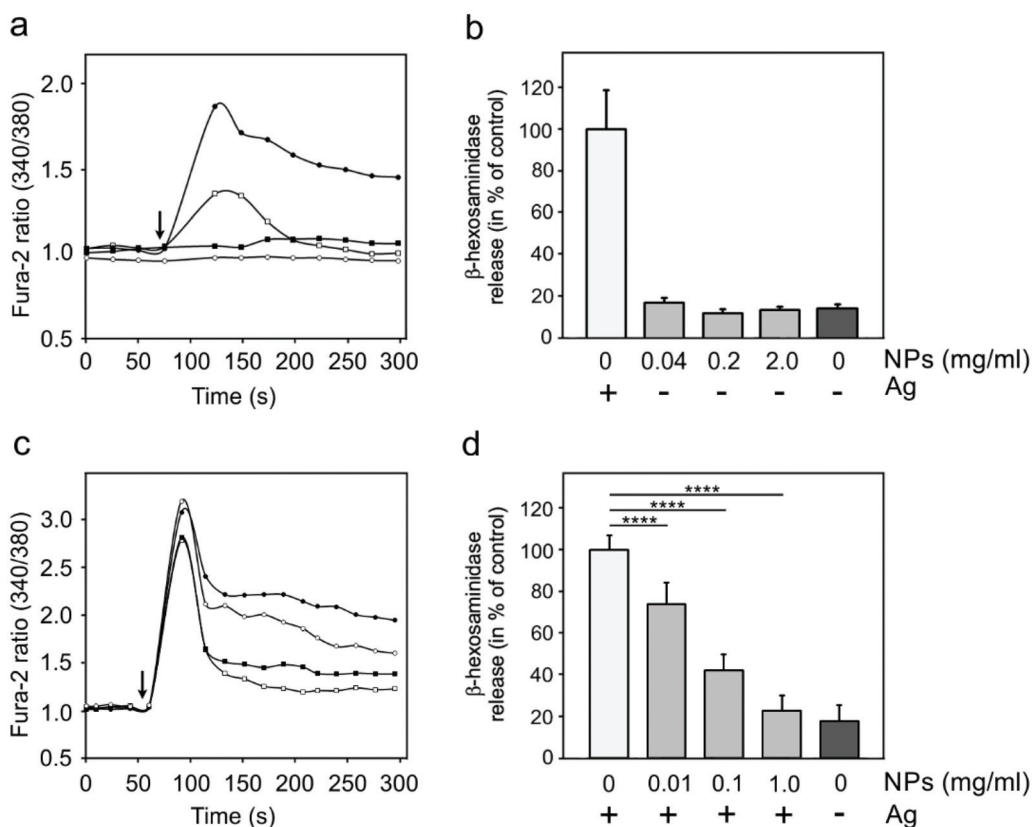 a
Fura-2 ratio (340/380)
2.0
1.5
1.0
0.5
0 50 100 150 200 250 300
Time (s)
b
β-hexosaminidase
release (in % of control)
120
100
80
60
40
20
0
0 0.04 0.2 2.0 0 NPs (mg/ml)
+ - - - - Ag
c
Fura-2 ratio (340/380)
3.0
2.5
2.0
1.5
1.0
0.5
0 50 100 150 200 250 300
Time (s)
d
β-hexosaminidase
release (in % of control)
120
100
80
60
40
20
0
****
****
****
0 0.01 0.1 1.0 0 NPs (mg/ml)
+ + + + - Ag